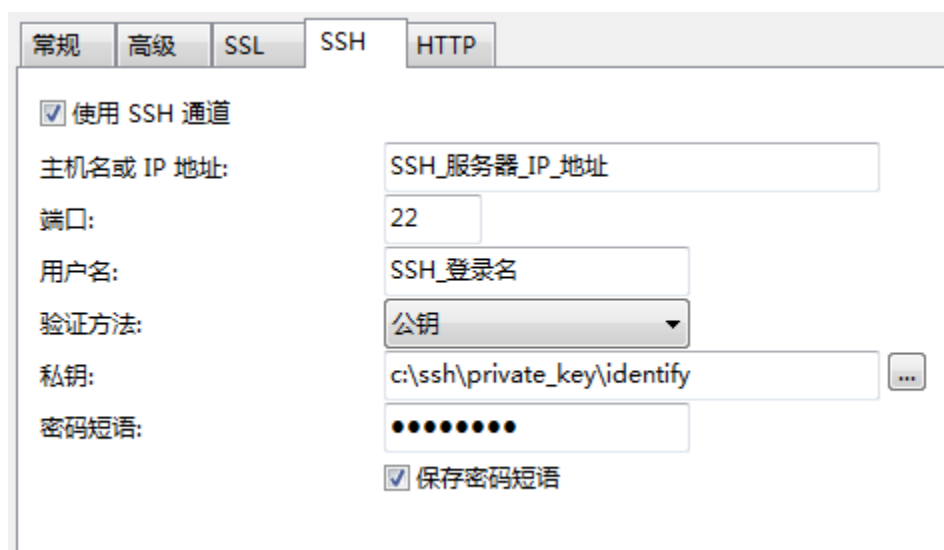 常规 高级 SSL SSH HTTP
使用 SSH 通道
主机名或 IP 地址: SSH_服务器_IP_地址
端口: 22
用户名: SSH_登录名
验证方法: 公钥
私钥: c:\ssh\private_key\identify ...
密码短语: ●●●●●●●●
保存密码短语